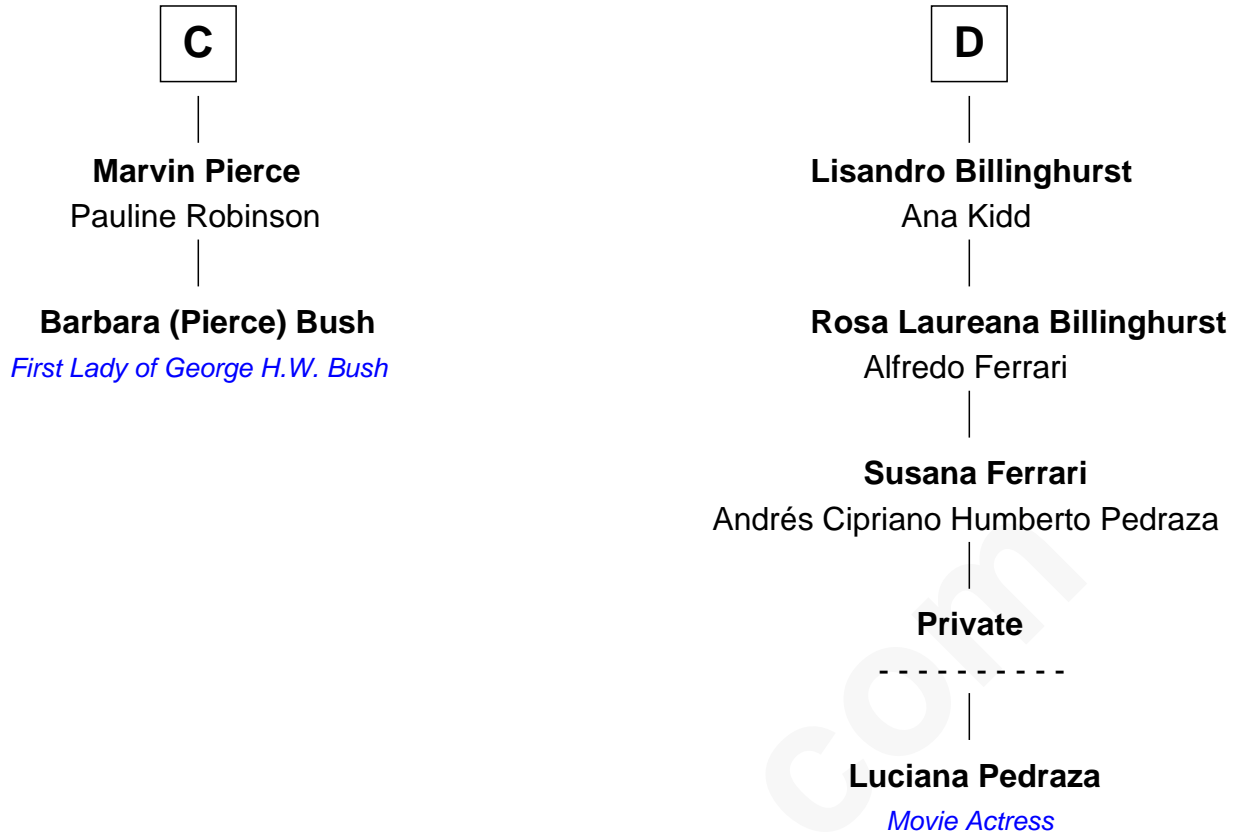 C
Marvin Pierce
Pauline Robinson
Barbara (Pierce) Bush
First Lady of George H.W. Bush
D
Lisandro Billinghurst
Ana Kidd
Rosa Laureana Billinghurst
Alfredo Ferrari
Susana Ferrari
Andrés Cipriano Humberto Pedraza
Private
- - - - - - - - - -
Luciana Pedraza
Movie Actress
com